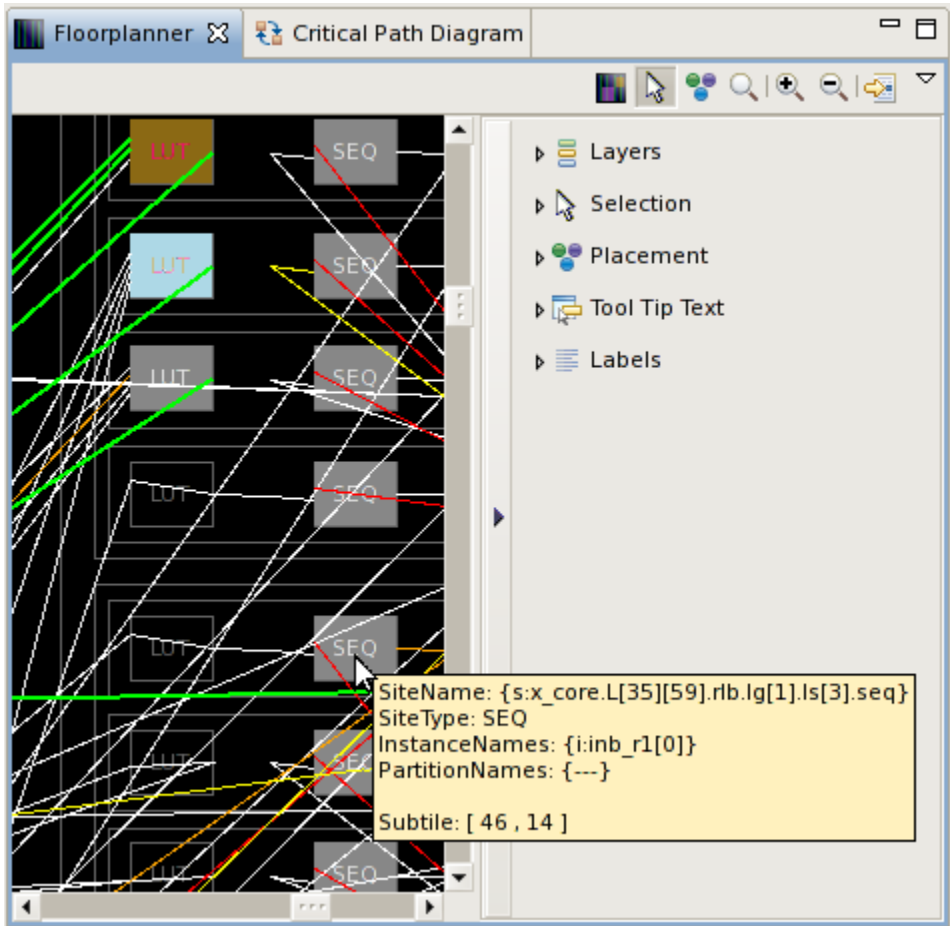 Floorplanner
Critical Path Diagram
LUT SEQ
LUT SEQ
LUT SEQ
LUT SEQ
LUT SEQ
SEQ
LUT SEQ
Layers
Selection
Placement
Tool Tip Text
Labels
SiteName: {s:x_core.L[35][59].rlb.lg[1].ls[3].seq}
SiteType: SEQ
InstanceNames: {i:inb_r1[0]}
PartitionNames: {---}
Subtile: [ 46 , 14 ]